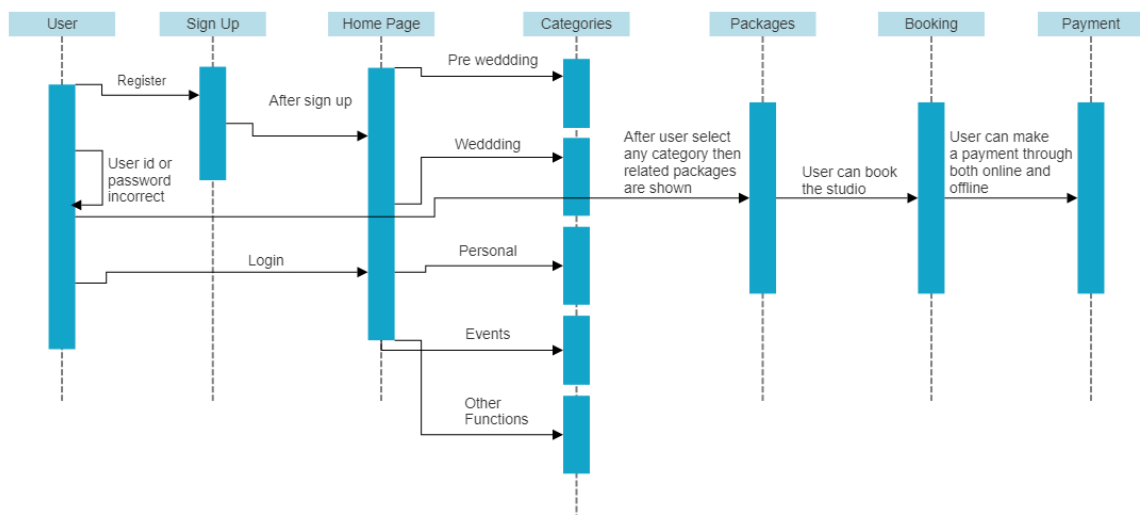 User
Sign Up
Home Page
Categories
Packages
Booking
Payment
Register
After sign up
User id or
password
incorrect
Login
Pre weddding
Weddding
Personal
Events
Other
Functions
After user select
any category then
related packages
are shown
User can book
the studio
User can make
a payment through
both online and
offline